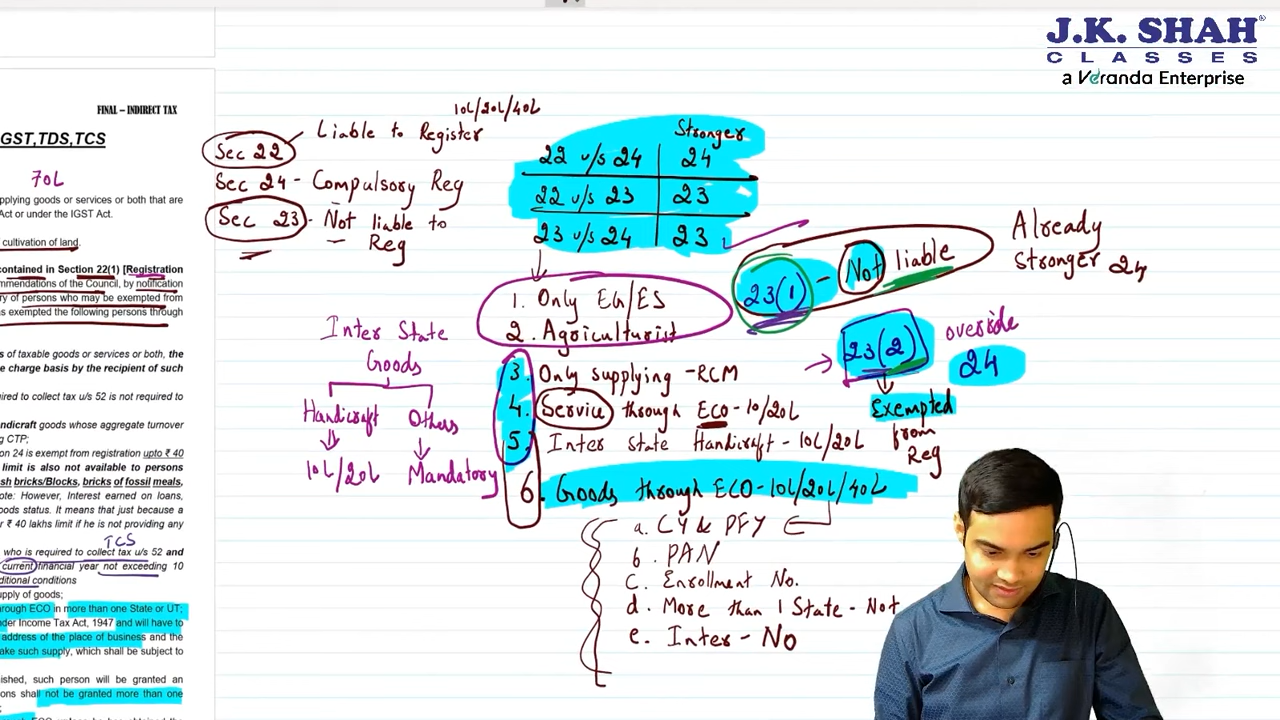 J.K. SHAH
CLASSES
a Veranda Enterprise
FINAL – INDIRECT TAX
GST,TDS,TCS
70L
pplying goods or services or both that are
Act or under the IGST Act.
cultivation of land.
contained in Section 22(1) [Registration
mmendations of the Council, by notification
ry of persons who may be exempted from
as exempted the following persons through
s of taxable goods or services or both, the
e charge basis by the recipient of such
ired to collect tax u/s 52 is not required to
ndicraft goods whose aggregate turnover
ng CTP;
on 24 is exempt from registration upto ₹ 40
limit is also not available to persons
sh bricks/Blocks, bricks of fossil meals,
ote: However, Interest earned on loans,
oods status. It means that just because a
r ₹ 40 lakhs limit if he is not providing any
TCS
who is required to collect tax u/s 52 and
current financial year not exceeding 10
ditional conditions
upply of goods;
hrough ECO in more than one State or UT;
nder Income Tax Act, 1947 and will have to
address of the place of business and the
ake such supply, which shall be subject to
ished, such person will be granted an
ons shall not be granted more than one
10L/20L/40L
Sec 22 Liable to Register
Sec 24 - Compulsory Reg
Sec 23 - Not liable to
Reg
Stronger
22 v/s 24 24
22 v/s 23 23
23 v/s 24 23
1. Only EG/ES
2. Agriculturist
3. Only supplying - RCM
4. Service through ECO - 10/20L
5. Inter state Handicraft - 10L/20L
6. Goods through ECO - 10L/20L/40L
a. CY & PFY
b. PAN
c. Enrollment No.
d. More than 1 State - Not
e. Inter - No
Inter State
Goods
Handicraft Others
10L/20L Mandatory
23(1) - Not liable
Already
Stronger 24
23(2) override
24
Exempted
from
Reg